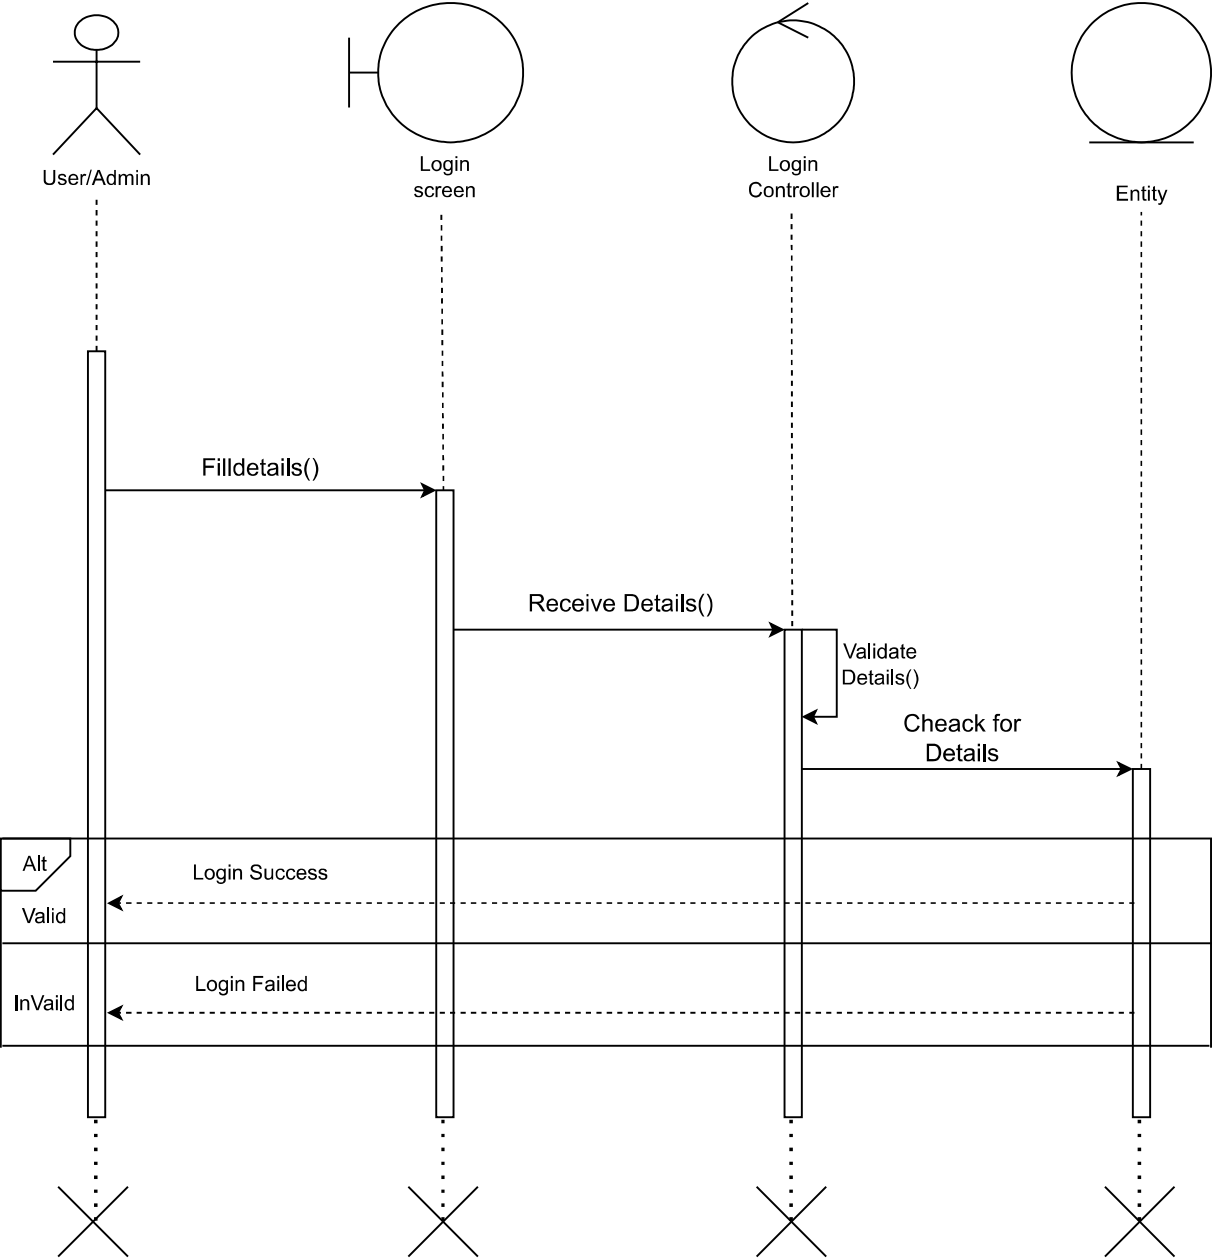 User/Admin
Login
screen
Login
Controller
Entity
Filldetails()
Receive Details()
Validate
Details()
Cheack for
Details
Alt
Login Success
Valid
Login Failed
InVaild